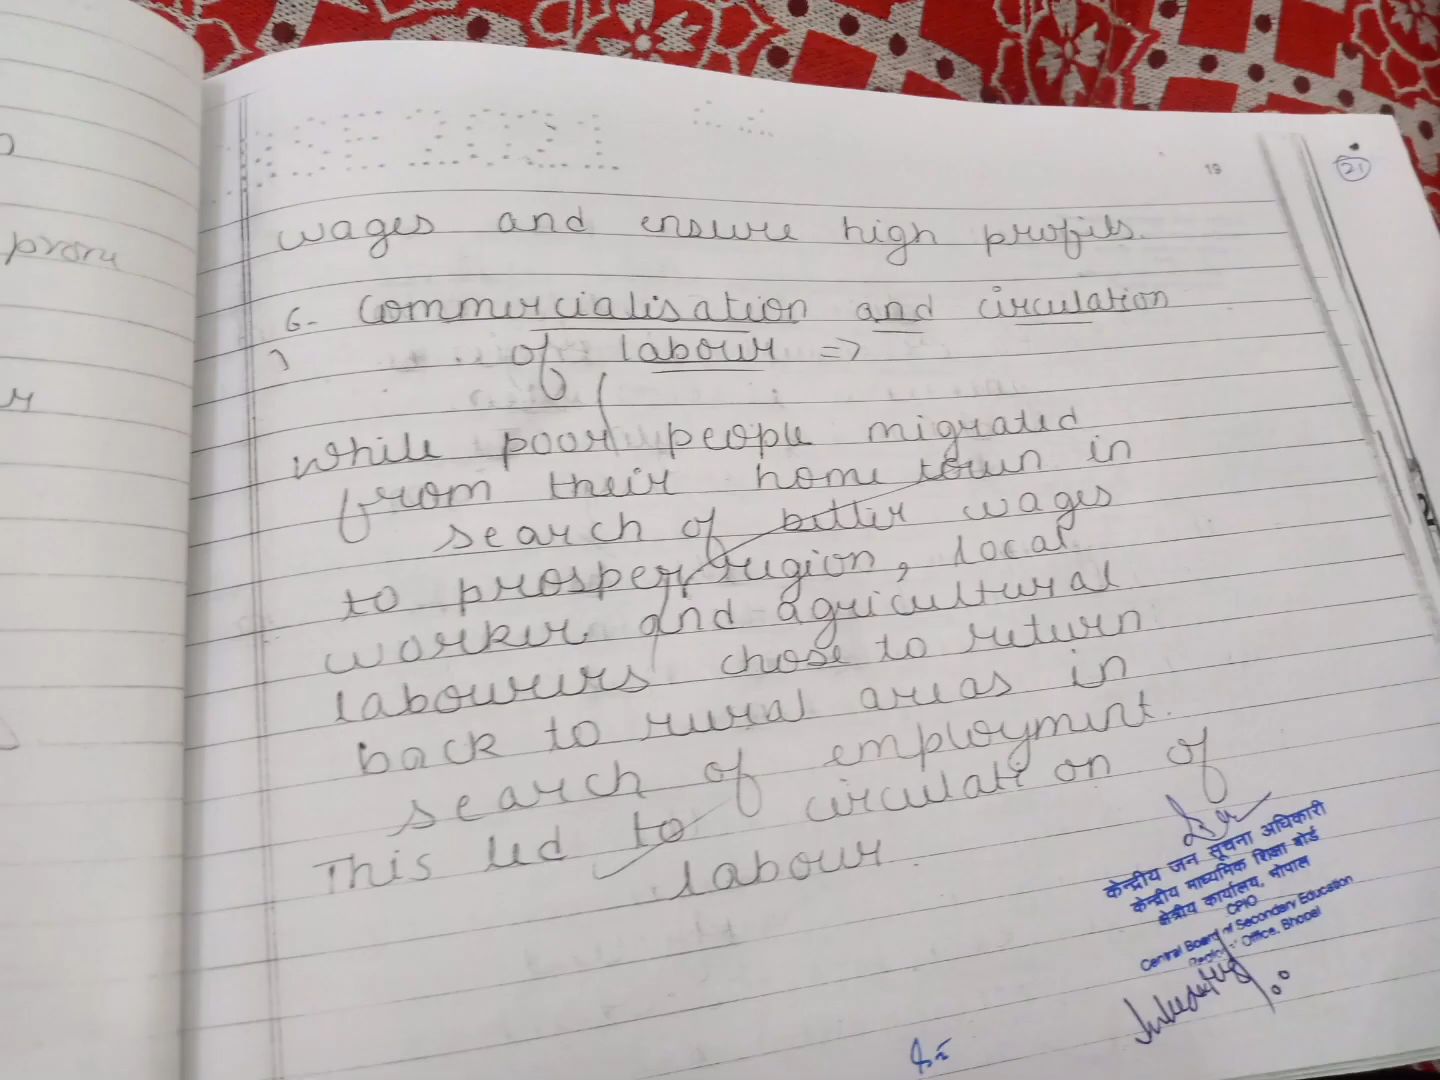 19
21
prom
wages and ensure high profits.
6- Commercialisation and circulation
of labour =>
while poor people migrated
from their home town in
search of better wages
to prosper region, local
worker and agricultural
labourers chose to return
back to rural areas in
search of employment.
This led to circulation of
labour.
केन्द्रीय जन सूचना अधिकारी
केन्द्रीय माध्यमिक शिक्षा बोर्ड
क्षेत्रीय कार्यालय, भोपाल
CPIO
Central Board of Secondary Education
Regional Office, Bhopal